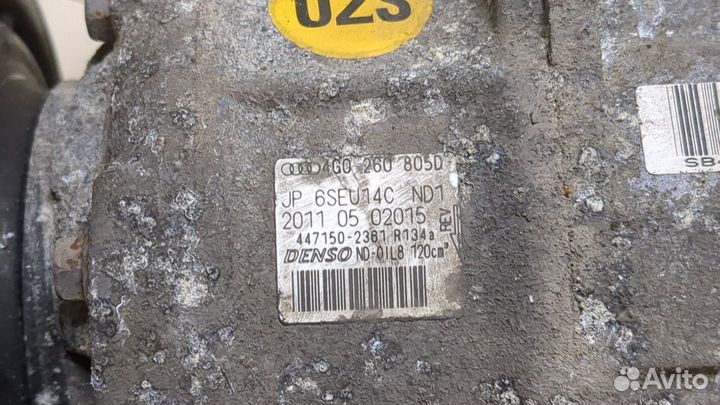 02S
4G0 260 805D
JP 6SEU14C ND1
2011 05 02015
REV
447150-2361 R134a
DENSO ND-OIL8 120cm³
SB
Avito